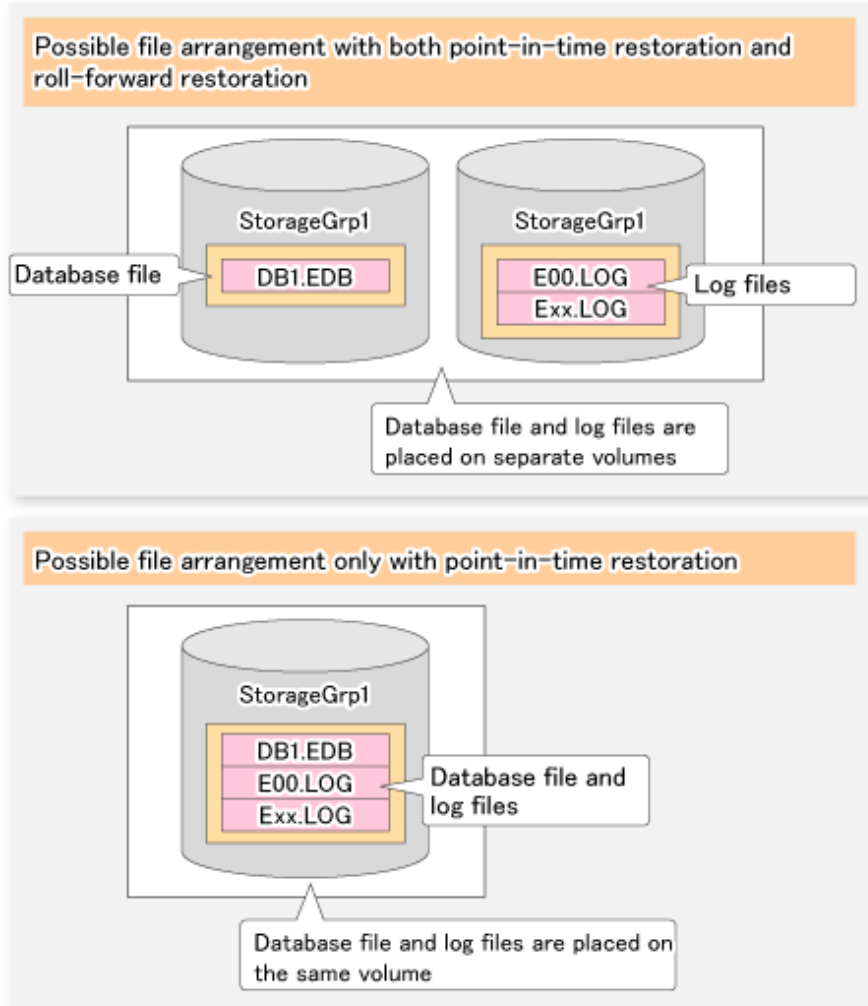 Possible file arrangement with both point-in-time restoration and
roll-forward restoration
StorageGrp1
StorageGrp1
Database file
DB1.EDB
E00.LOG
Exx.LOG
Log files
Database file and log files are
placed on separate volumes
Possible file arrangement only with point-in-time restoration
StorageGrp1
DB1.EDB
E00.LOG
Exx.LOG
Database file and
log files
Database file and log files are placed on
the same volume